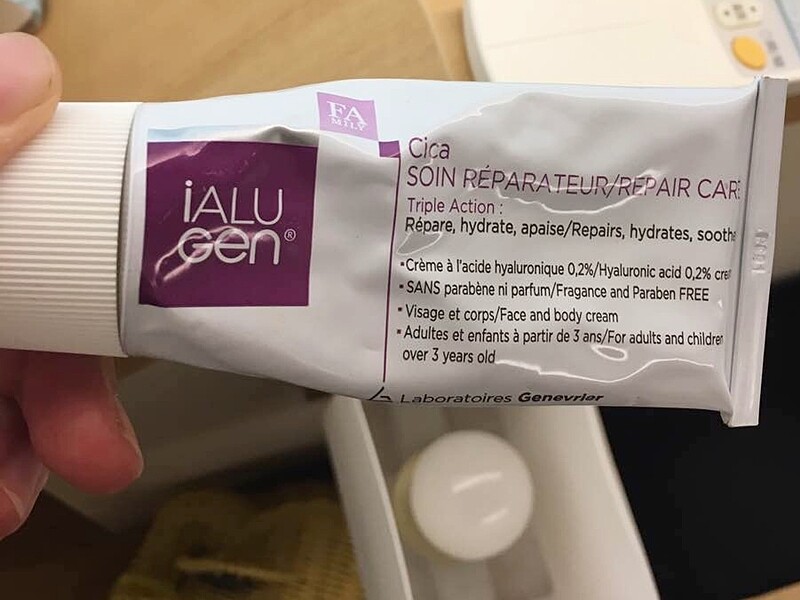 FA
MILY
iALU
Gen®
Cica
SOIN RÉPARATEUR/REPAIR CARE
Triple Action :
Répare, hydrate, apaise/Repairs, hydrates, soothe
•Crème à l'acide hyaluronique 0,2%/Hyaluronic acid 0,2% cre
•SANS parabène ni parfum/Fragance and Paraben FREE
•Visage et corps/Face and body cream
•Adultes et enfants à partir de 3 ans/For adults and children
over 3 years old
Laboratoires Genevrier